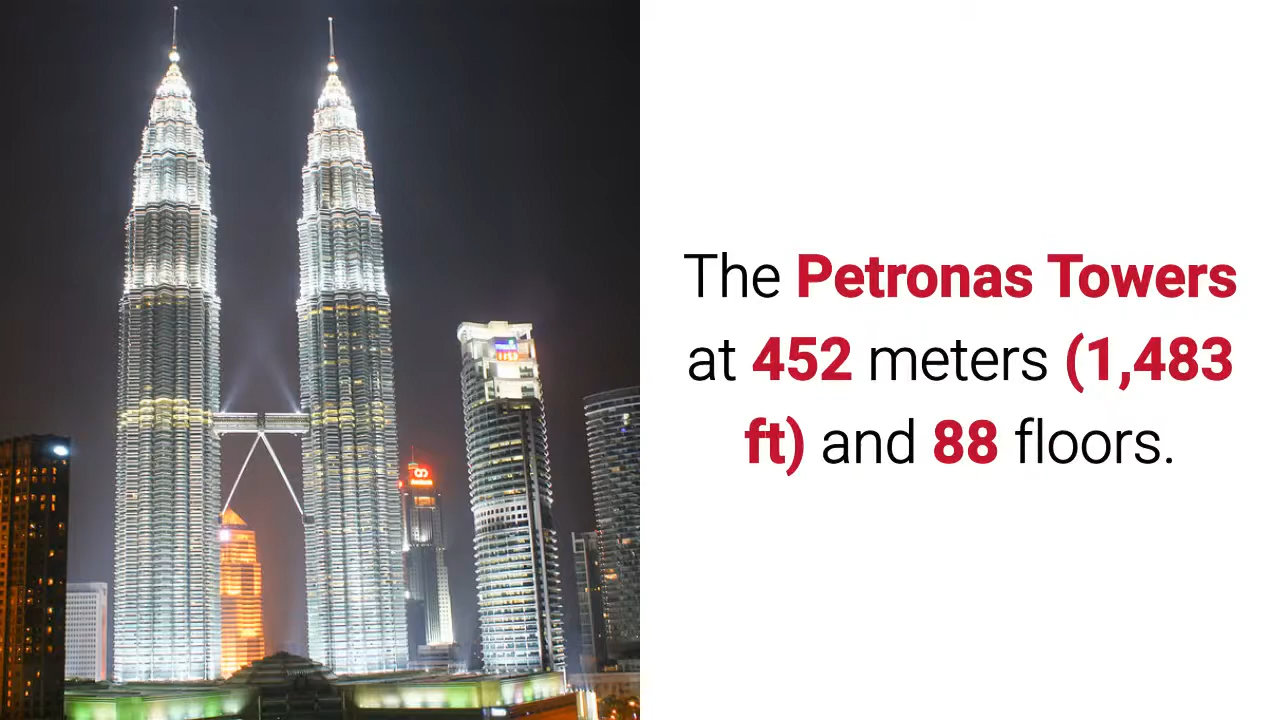 The Petronas Towers
at 452 meters (1,483
ft) and 88 floors.